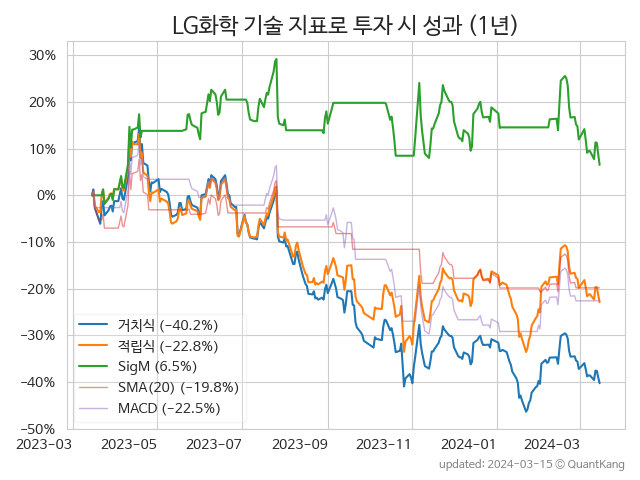 LG화학 기술 지표로 투자 시 성과 (1년)
30%
20%
10%
0%
−10%
−20%
−30%
−40%
−50%
거치식 (−40.2%)
적립식 (−22.8%)
SigM (6.5%)
SMA(20) (−19.8%)
MACD (−22.5%)
2023-03 2023-05 2023-07 2023-09 2023-11 2024-01 2024-03
updated: 2024-03-15 © QuantKang